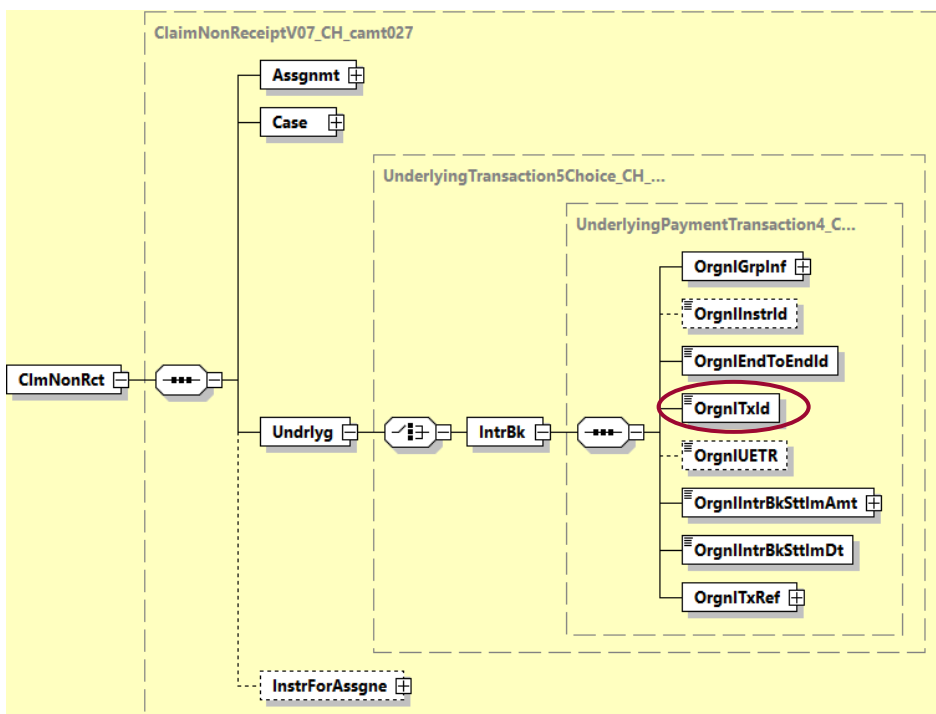 ClaimNonReceiptV07_CH_camt027
Assgnmt
Case
UnderlyingTransaction5Choice_CH_...
UnderlyingPaymentTransaction4_C...
OrgnlGrpInf
OrgnlInstrId
OrgnlEndToEndId
ClmNonRct
OrgnlTxId
Undrlyg
IntrBk
OrgnlUETR
OrgnlIntrBkSttlmAmt
OrgnlIntrBkSttlmDt
OrgnlTxRef
InstrForAssgne